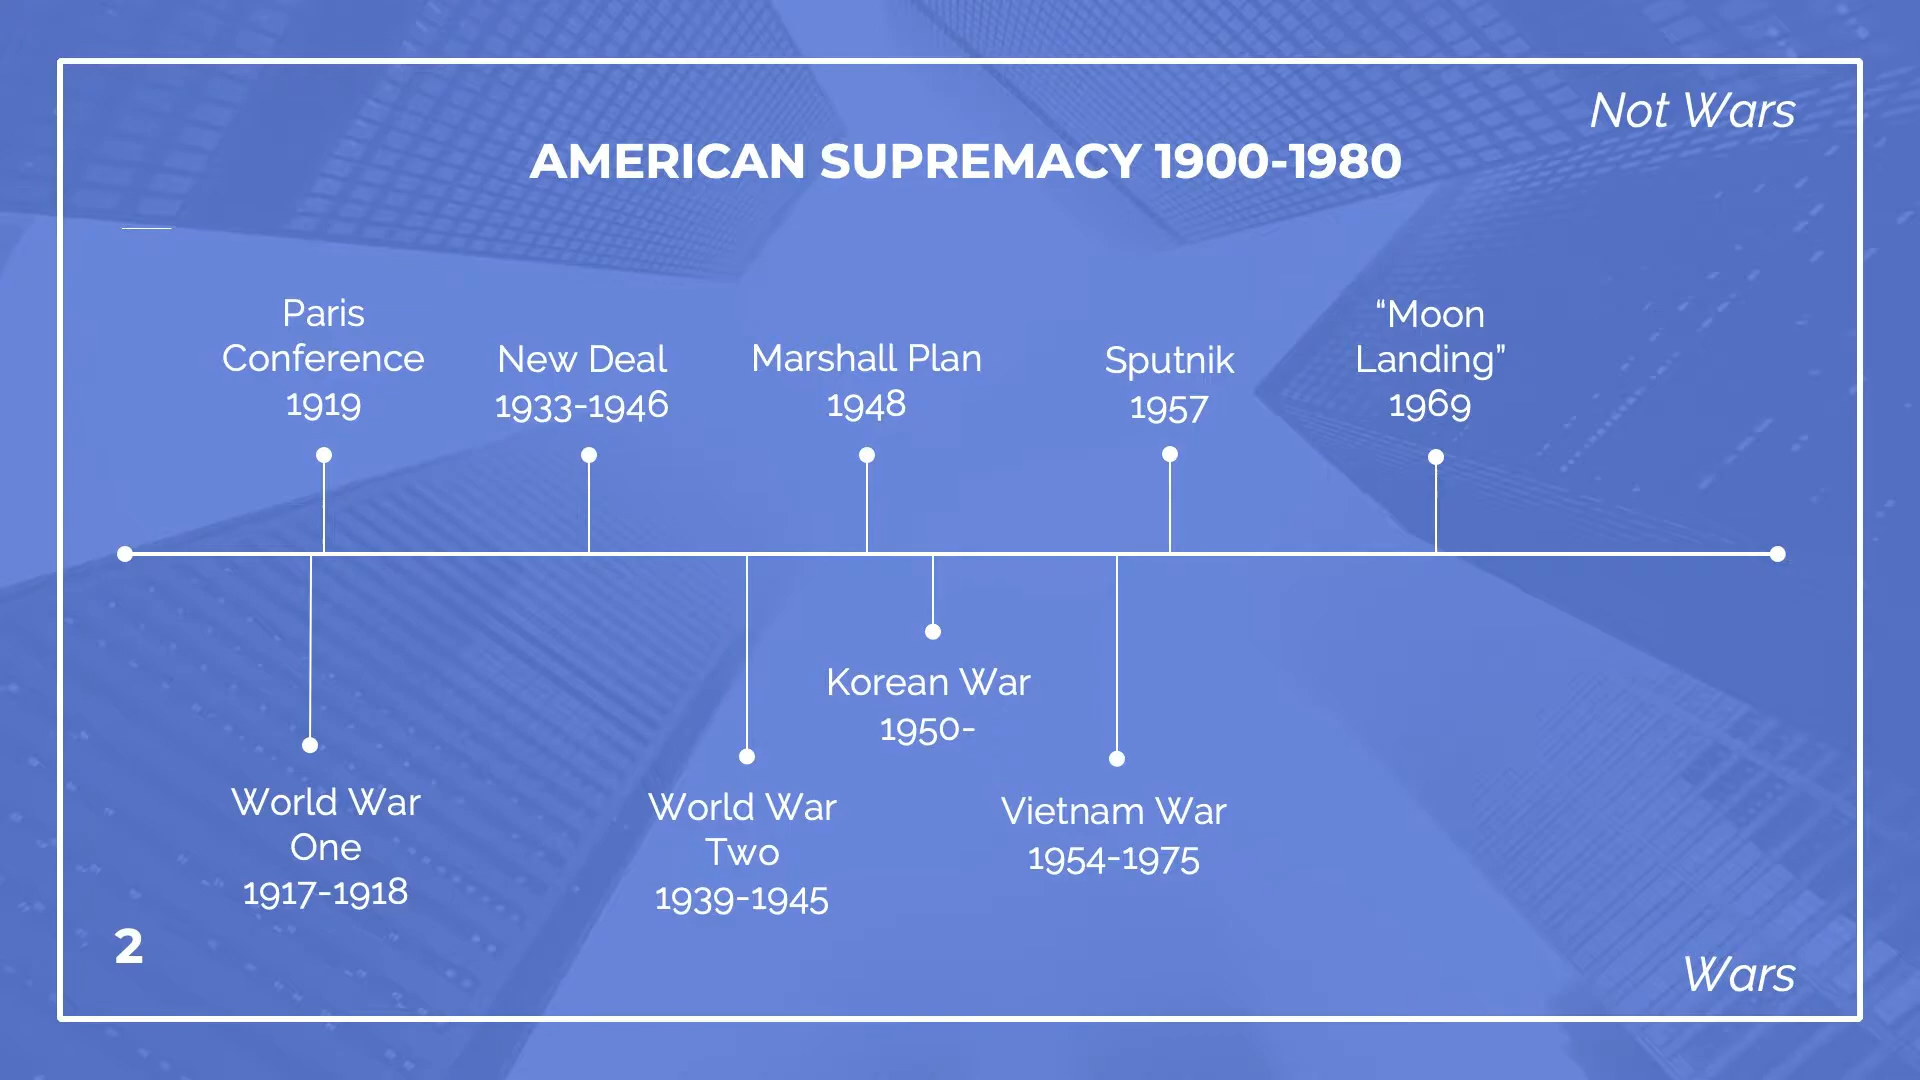 Not Wars
AMERICAN SUPREMACY 1900-1980
Paris
Conference
1919
New Deal
1933-1946
Marshall Plan
1948
Sputnik
1957
“Moon
Landing”
1969
Korean War
1950-
World War
One
1917-1918
World War
Two
1939-1945
Vietnam War
1954-1975
2
Wars